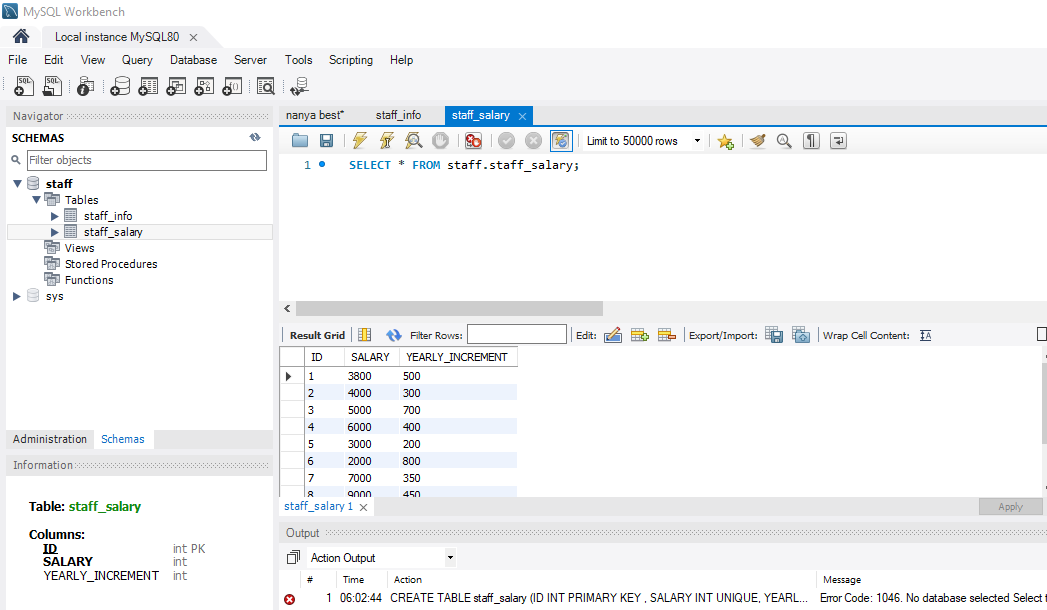 MySQL Workbench
Local instance MySQL80
File Edit View Query Database Server Tools Scripting Help
Navigator
SCHEMAS
Filter objects
staff
Tables
staff_info
staff_salary
Views
Stored Procedures
Functions
sys
Administration Schemas
Information
Table: staff_salary
Columns:
ID int PK
SALARY int
YEARLY_INCREMENT int
nanya best* staff_info staff_salary
Limit to 50000 rows
1 SELECT * FROM staff.staff_salary;
Result Grid Filter Rows: Edit: Export/Import: Wrap Cell Content:
ID SALARY YEARLY_INCREMENT
1 3800 500
2 4000 300
3 5000 700
4 6000 400
5 3000 200
6 2000 800
7 7000 350
8 9000 450
staff_salary 1 Apply
Output
Action Output
# Time Action Message
1 06:02:44 CREATE TABLE staff_salary (ID INT PRIMARY KEY , SALARY INT UNIQUE, YEARL... Error Code: 1046. No database selected Select t